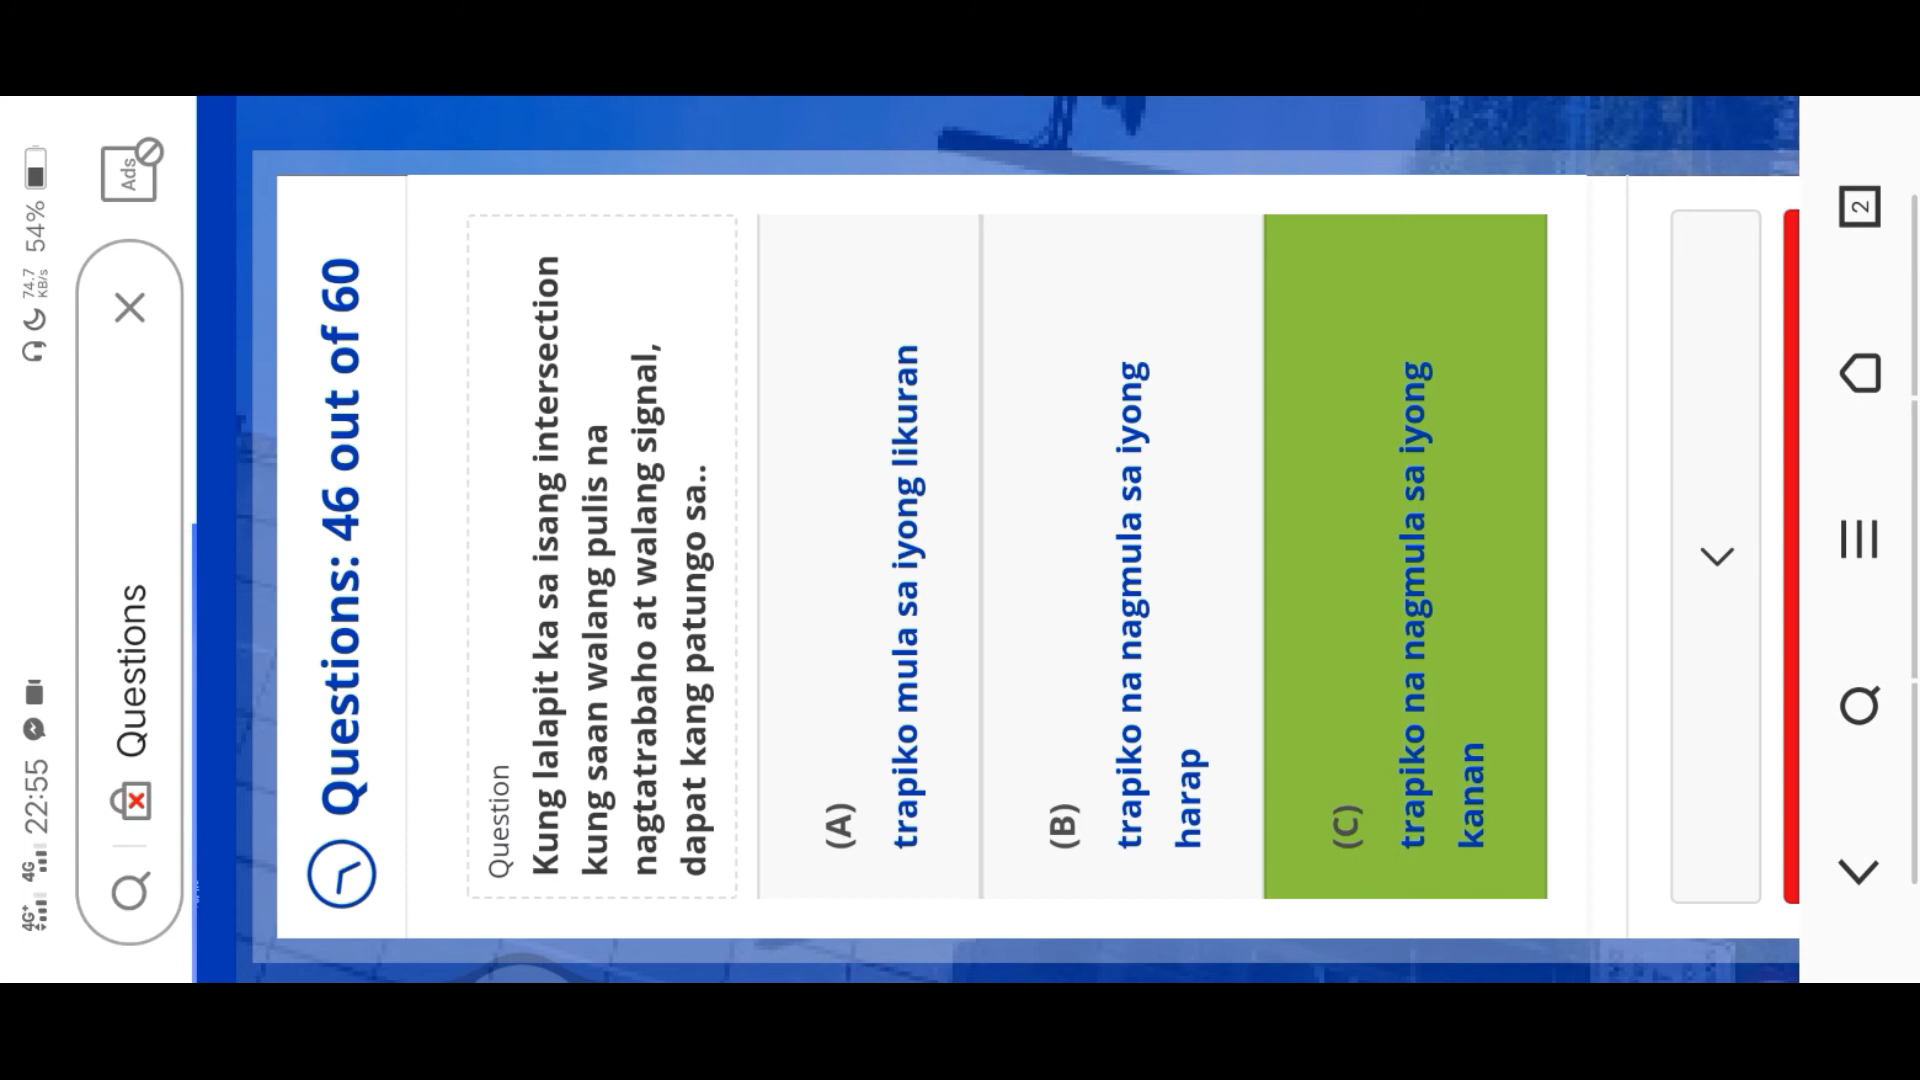 4G+ 4G 22:55 74.7 KB/s 54%
Questions
Ads
Questions: 46 out of 60
Question
Kung lalapit ka sa isang intersection
kung saan walang pulis na
nagtatrabaho at walang signal,
dapat kang patungo sa..
(A)
trapiko mula sa iyong likuran
(B)
trapiko na nagmula sa iyong
harap
(C)
trapiko na nagmula sa iyong
kanan
2